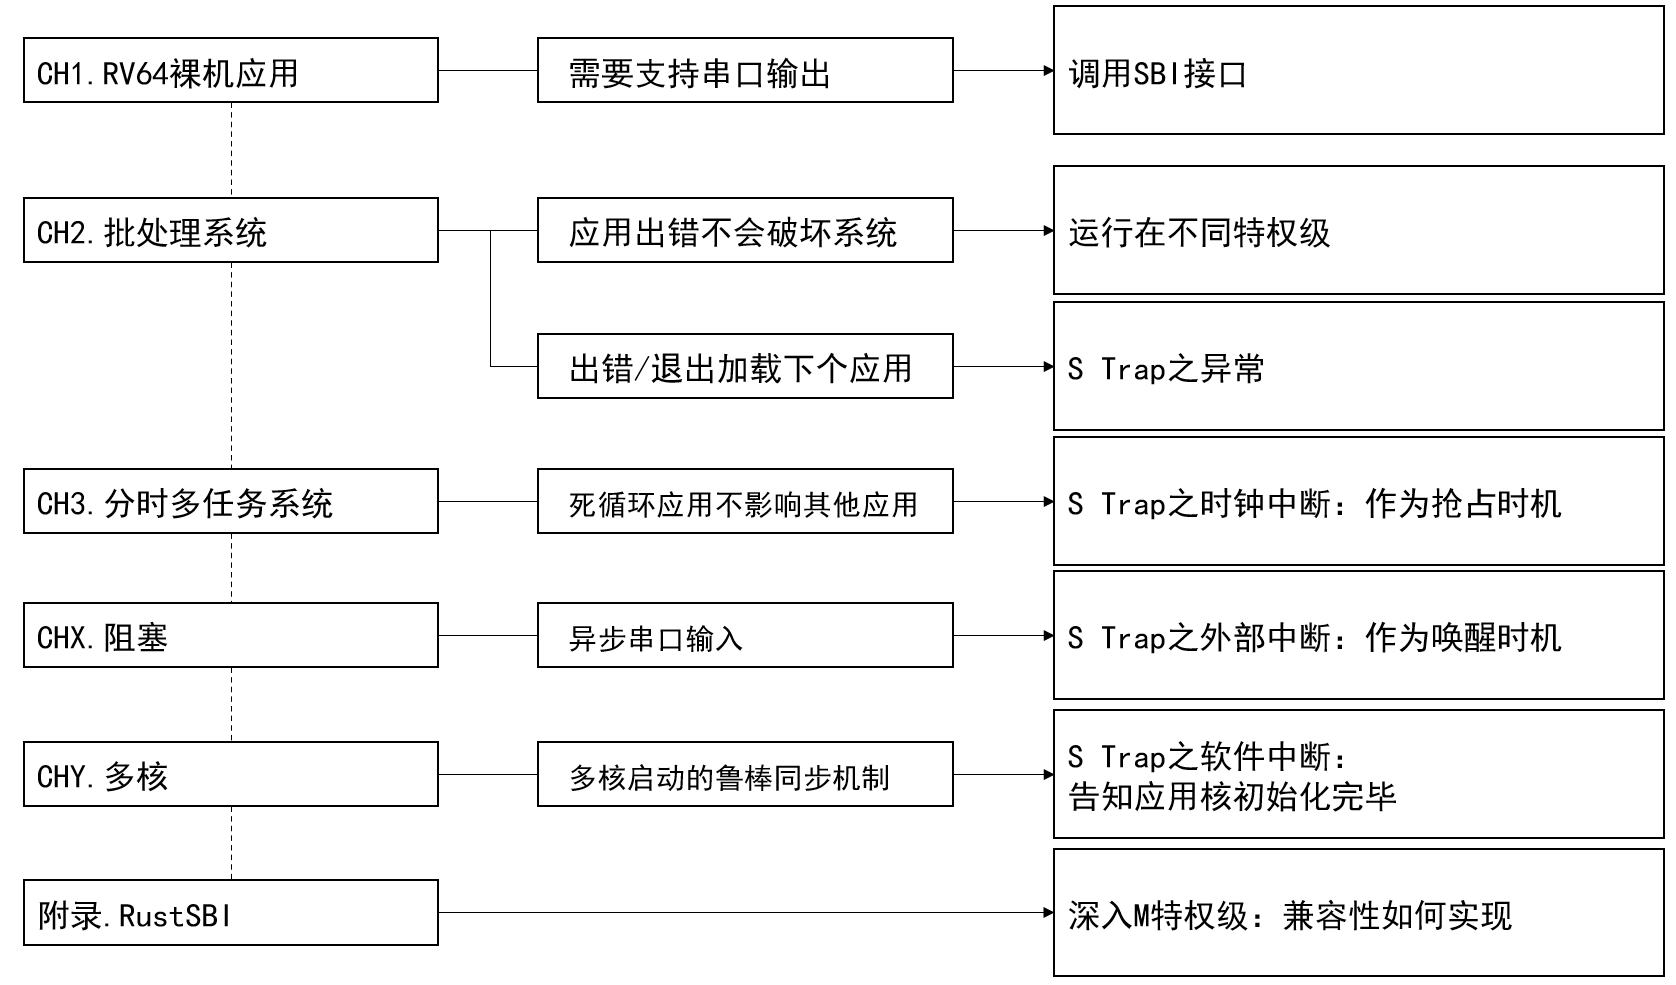 CH1.RV64裸机应用
需要支持串口输出
调用SBI接口
CH2.批处理系统
应用出错不会破坏系统
运行在不同特权级
出错/退出加载下个应用
S Trap之异常
CH3.分时多任务系统
死循环应用不影响其他应用
S Trap之时钟中断：作为抢占时机
CHX.阻塞
异步串口输入
S Trap之外部中断：作为唤醒时机
CHY.多核
多核启动的鲁棒同步机制
S Trap之软件中断：
告知应用核初始化完毕
附录.RustSBI
深入M特权级：兼容性如何实现